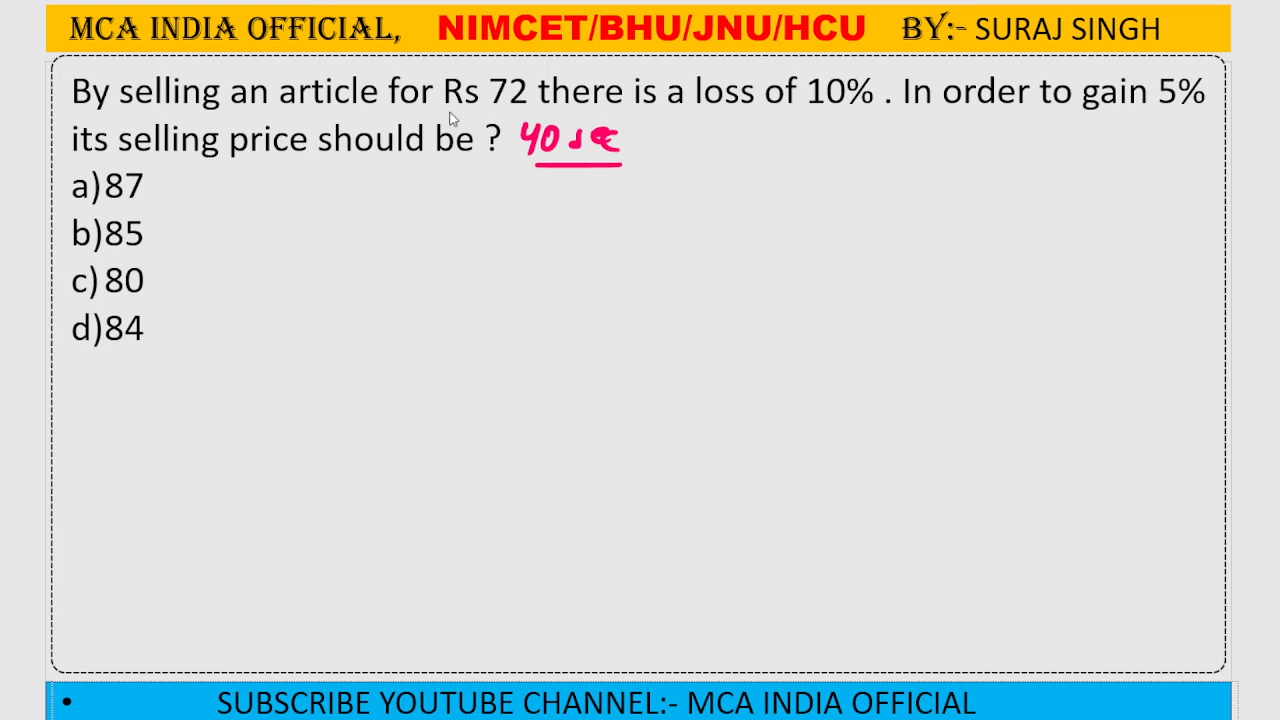 MCA INDIA OFFICIAL, NIMCET/BHU/JNU/HCU BY:- SURAJ SINGH
By selling an article for Rs 72 there is a loss of 10% . In order to gain 5%
its selling price should be ? 40 sec
a)87
b)85
c)80
d)84
• SUBSCRIBE YOUTUBE CHANNEL:- MCA INDIA OFFICIAL